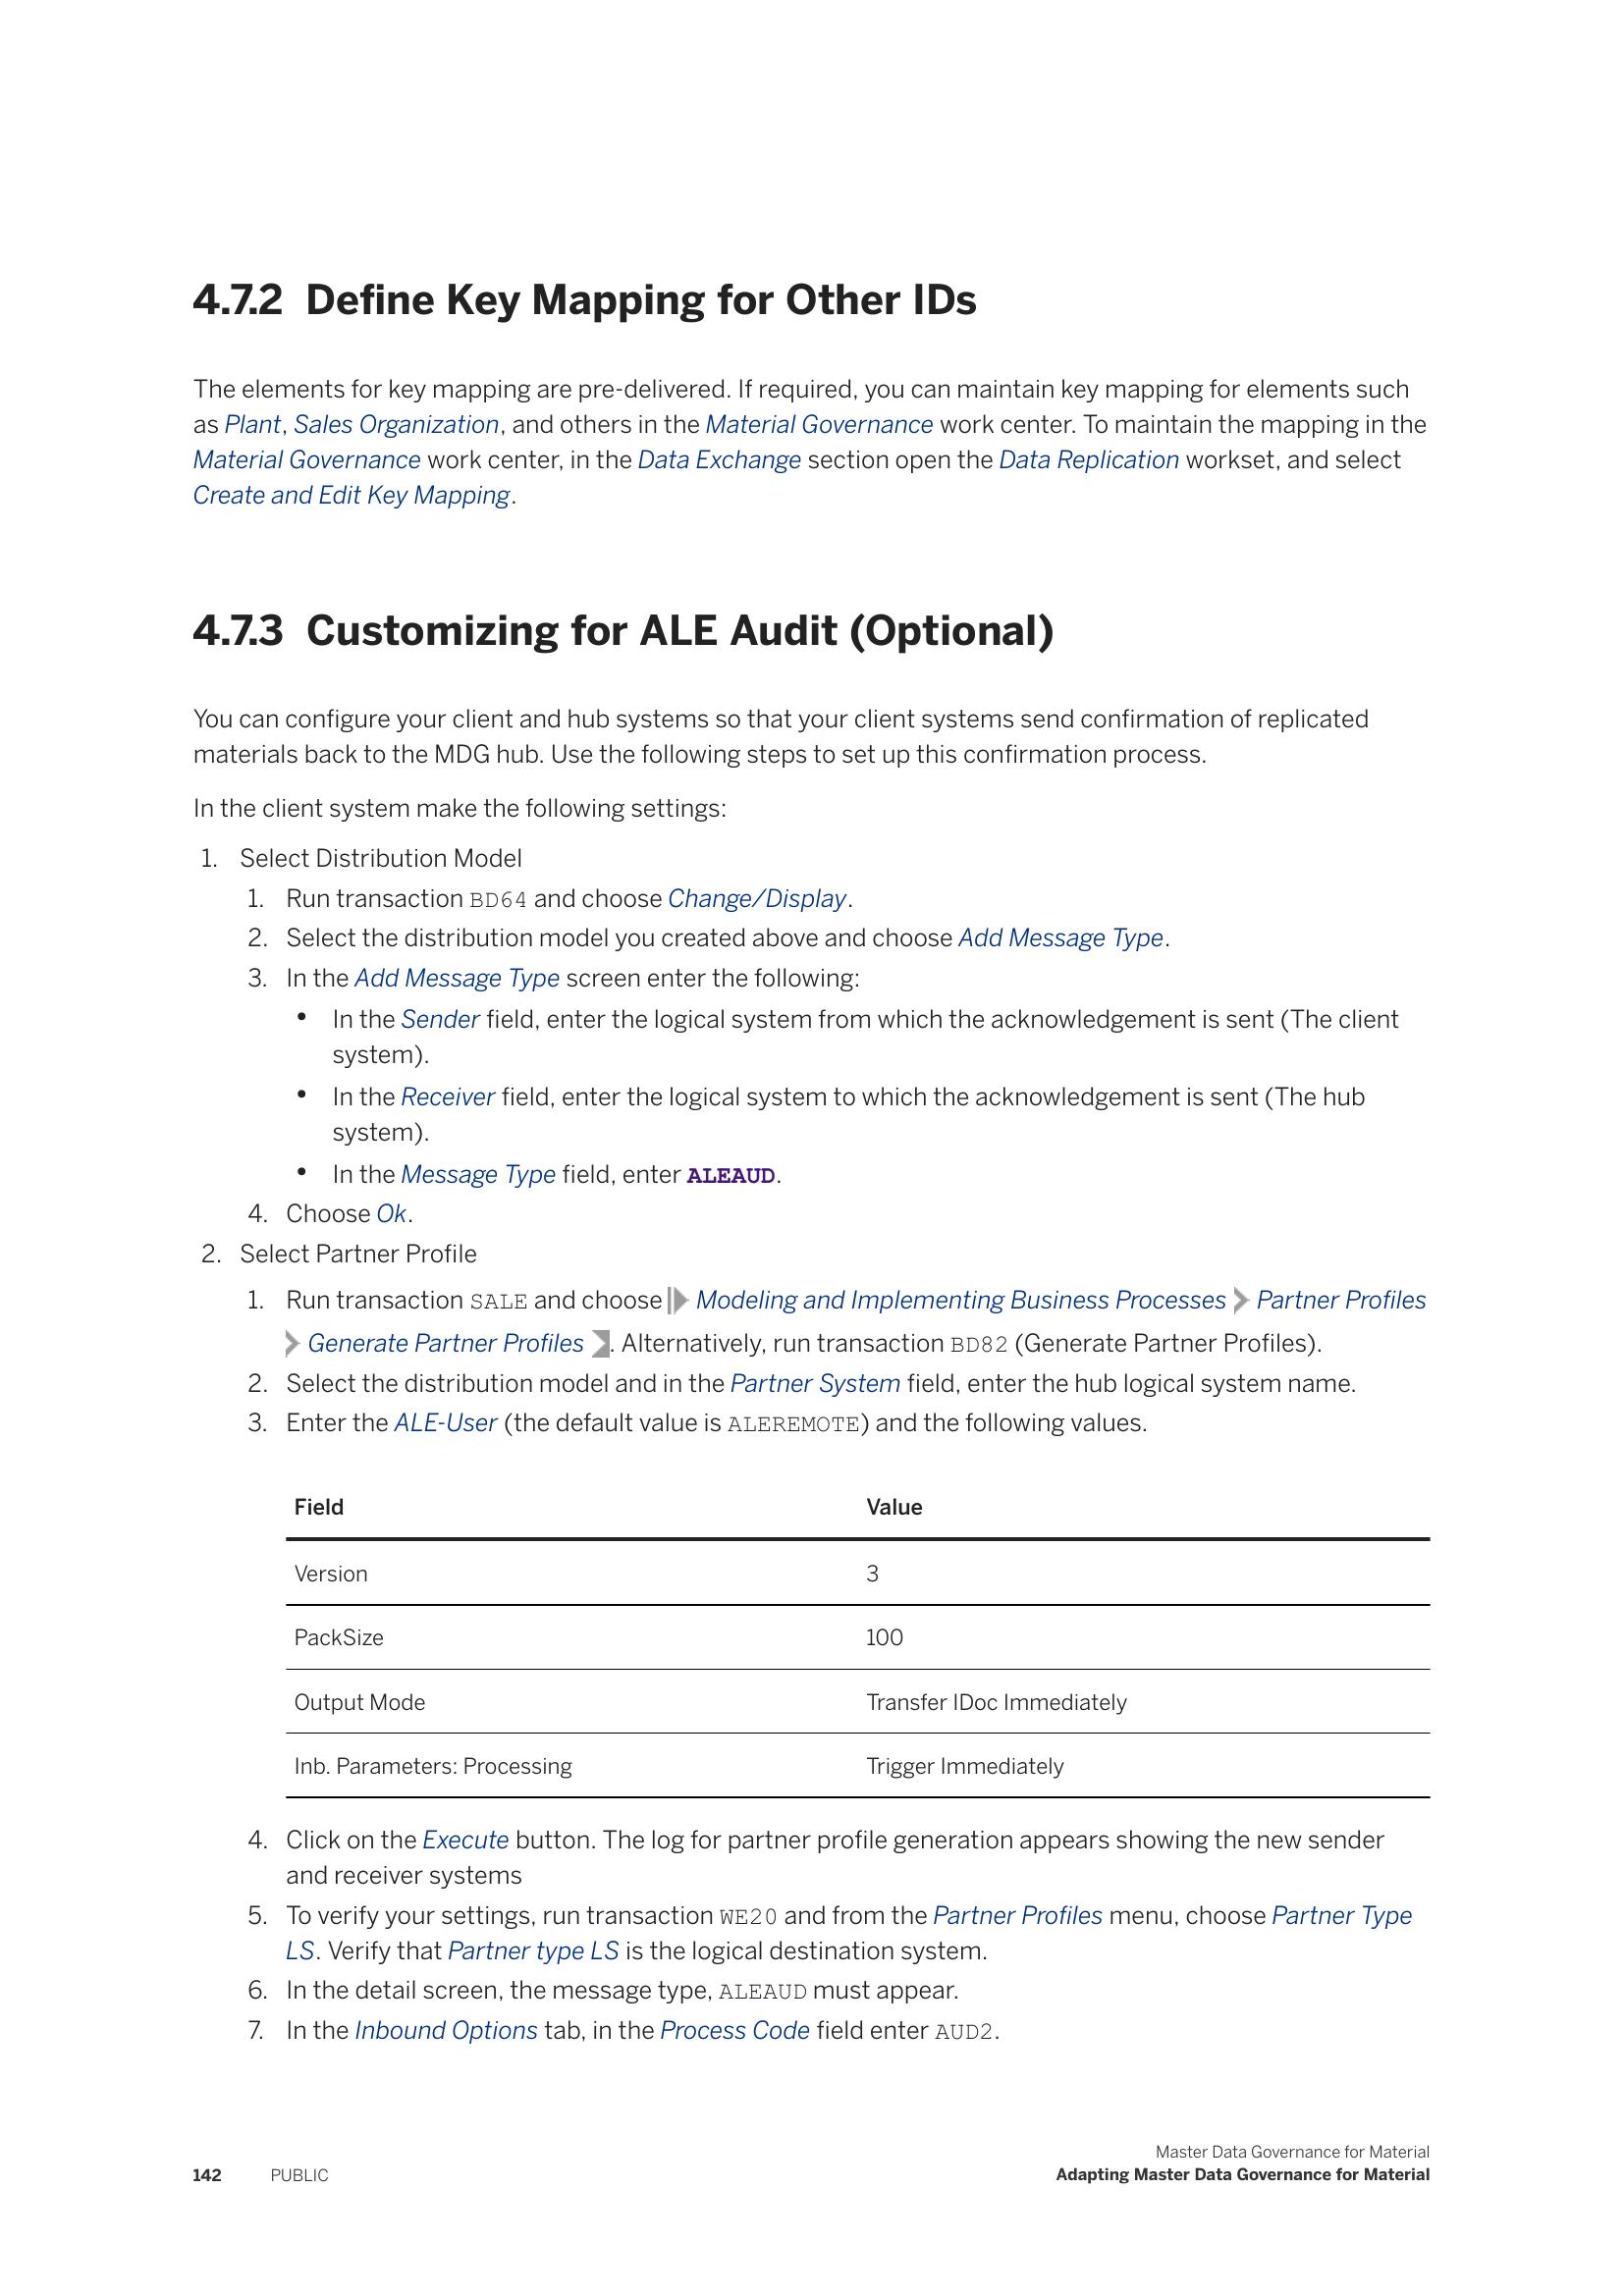 4.7.2 Define Key Mapping for Other IDs
The elements for key mapping are pre-delivered. If required, you can maintain key mapping for elements such
as Plant, Sales Organization, and others in the Material Governance work center. To maintain the mapping in the
Material Governance work center, in the Data Exchange section open the Data Replication workset, and select
Create and Edit Key Mapping.
4.7.3 Customizing for ALE Audit (Optional)
You can configure your client and hub systems so that your client systems send confirmation of replicated
materials back to the MDG hub. Use the following steps to set up this confirmation process.
In the client system make the following settings:
1. Select Distribution Model
1. Run transaction BD64 and choose Change/Display.
2. Select the distribution model you created above and choose Add Message Type.
3. In the Add Message Type screen enter the following:
• In the Sender field, enter the logical system from which the acknowledgement is sent (The client
system).
• In the Receiver field, enter the logical system to which the acknowledgement is sent (The hub
system).
• In the Message Type field, enter ALEAUD.
4. Choose Ok.
2. Select Partner Profile
1. Run transaction SALE and choose Modeling and Implementing Business Processes Partner Profiles
Generate Partner Profiles . Alternatively, run transaction BD82 (Generate Partner Profiles).
2. Select the distribution model and in the Partner System field, enter the hub logical system name.
3. Enter the ALE-User (the default value is ALEREMOTE) and the following values.
Field Value
Version 3
PackSize 100
Output Mode Transfer IDoc Immediately
Inb. Parameters: Processing Trigger Immediately
4. Click on the Execute button. The log for partner profile generation appears showing the new sender
and receiver systems
5. To verify your settings, run transaction WE20 and from the Partner Profiles menu, choose Partner Type
LS. Verify that Partner type LS is the logical destination system.
6. In the detail screen, the message type, ALEAUD must appear.
7. In the Inbound Options tab, in the Process Code field enter AUD2.
Master Data Governance for Material
142 PUBLIC Adapting Master Data Governance for Material